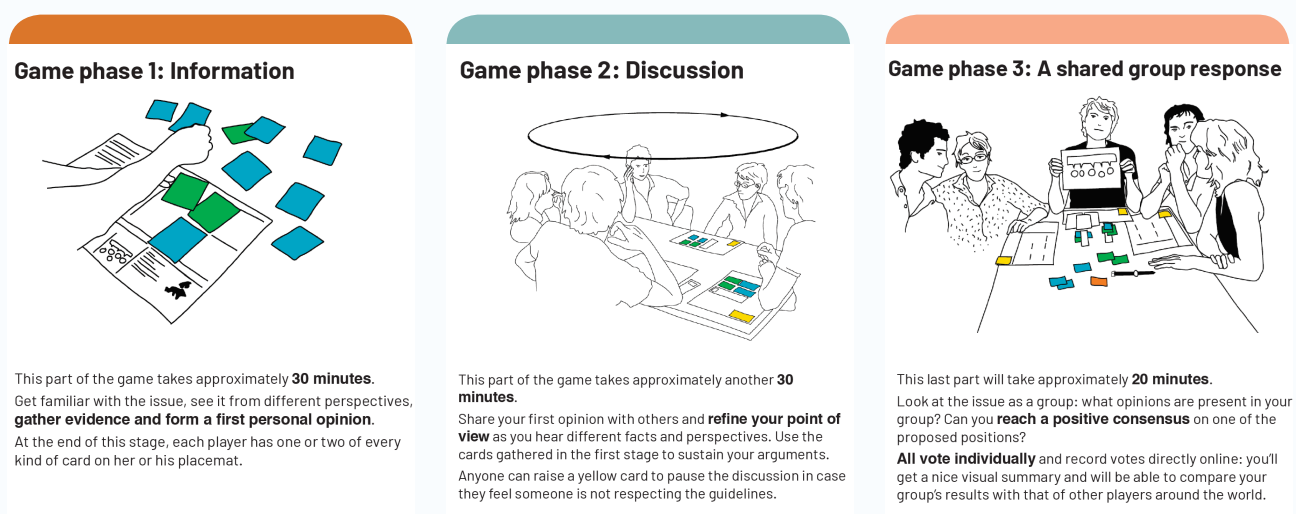 Game phase 1: Information
This part of the game takes approximately 30 minutes.
Get familiar with the issue, see it from different perspectives,
gather evidence and form a first personal opinion.
At the end of this stage, each player has one or two of every
kind of card on her or his placemat.
Game phase 2: Discussion
This part of the game takes approximately another 30
minutes.
Share your first opinion with others and refine your point of
view as you hear different facts and perspectives. Use the
cards gathered in the first stage to sustain your arguments.
Anyone can raise a yellow card to pause the discussion in case
they feel someone is not respecting the guidelines.
Game phase 3: A shared group response
This last part will take approximately 20 minutes.
Look at the issue as a group: what opinions are present in your
group? Can you reach a positive consensus on one of the
proposed positions?
All vote individually and record votes directly online: you’ll
get a nice visual summary and will be able to compare your
group’s results with that of other players around the world.